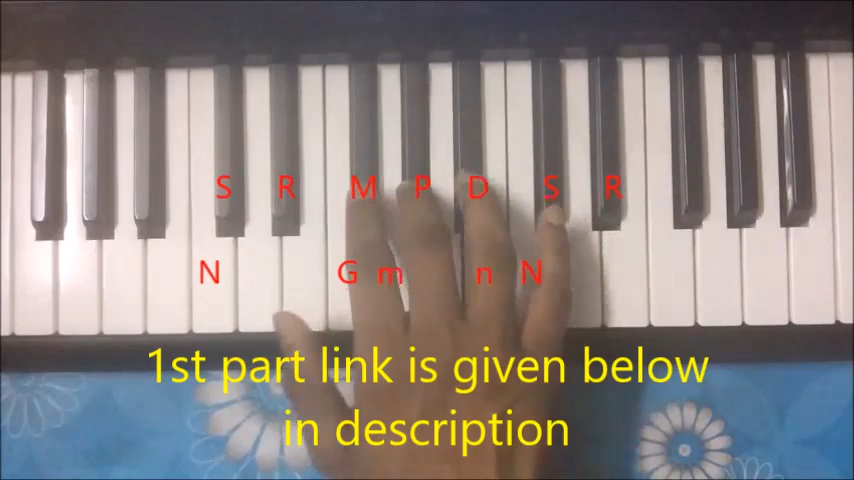 S R M P D S R
N G m n N
1st part link is given below
in description